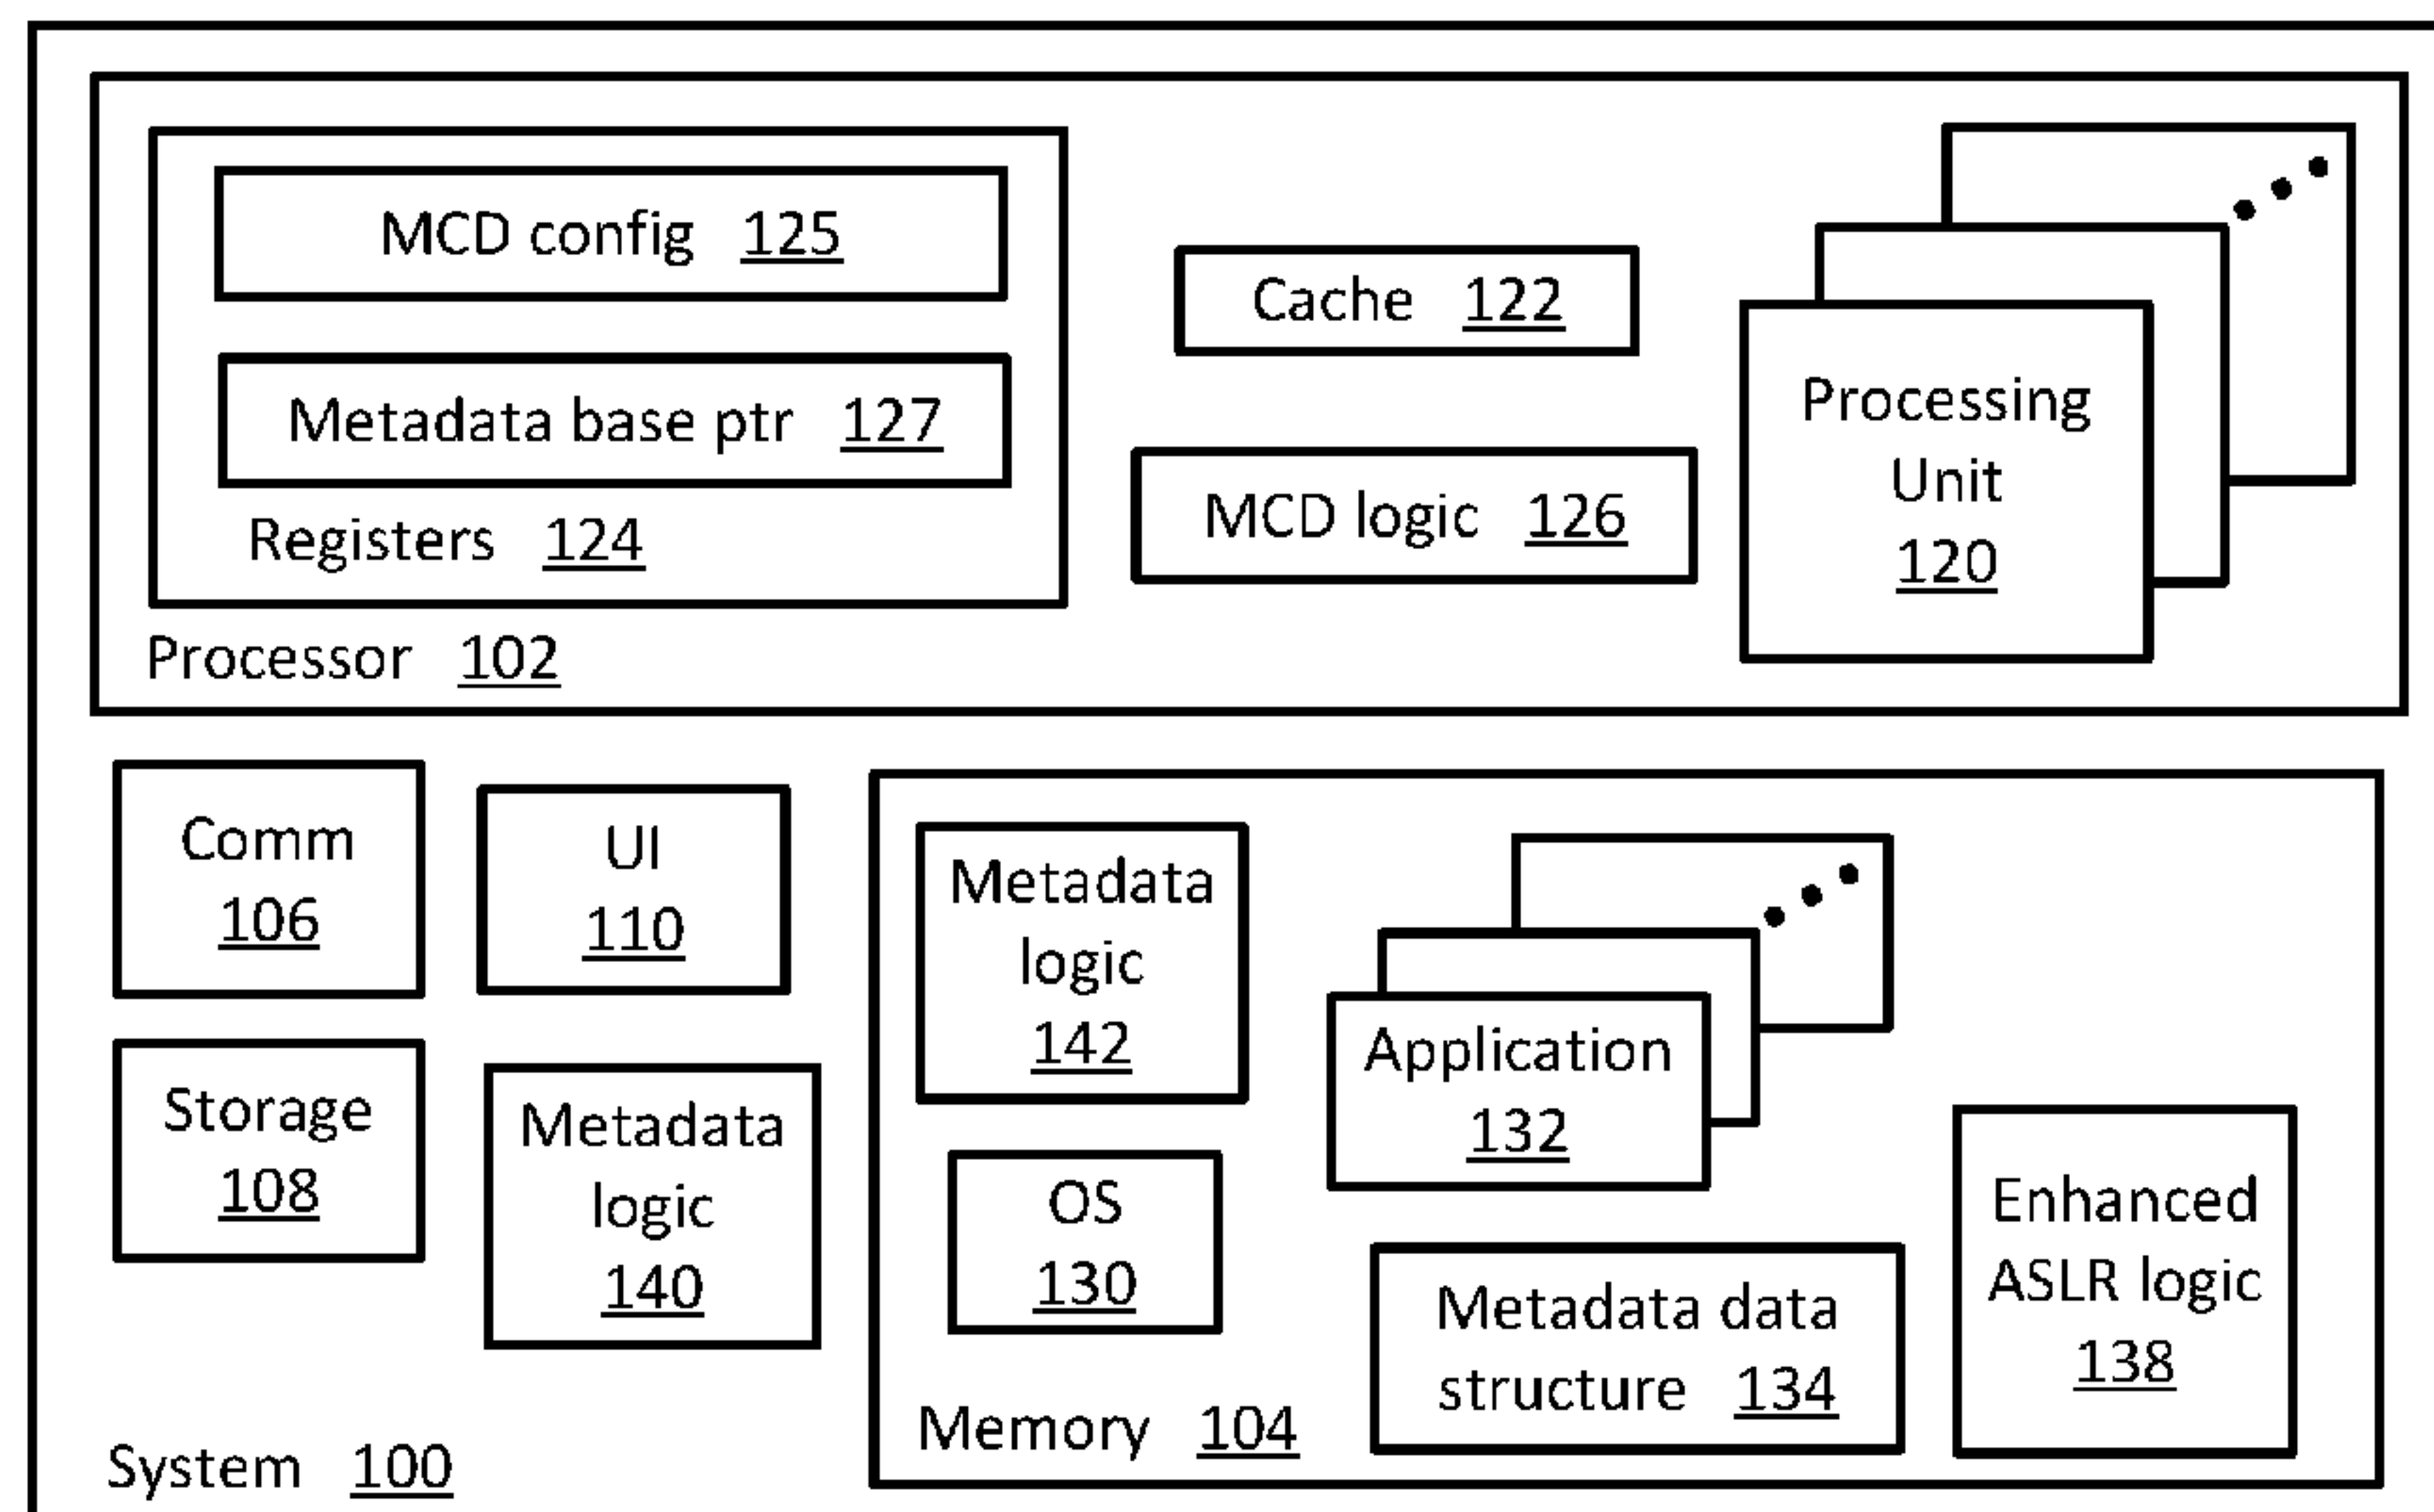 MCD config 125
Metadata base ptr 127
Registers 124
Processor 102
Cache 122
MCD logic 126
Processing
Unit
120
Comm
106
UI
110
Storage
108
Metadata
logic
140
System 100
Metadata
logic
142
OS
130
Memory 104
Application
132
Metadata data
structure 134
Enhanced
ASLR logic
138